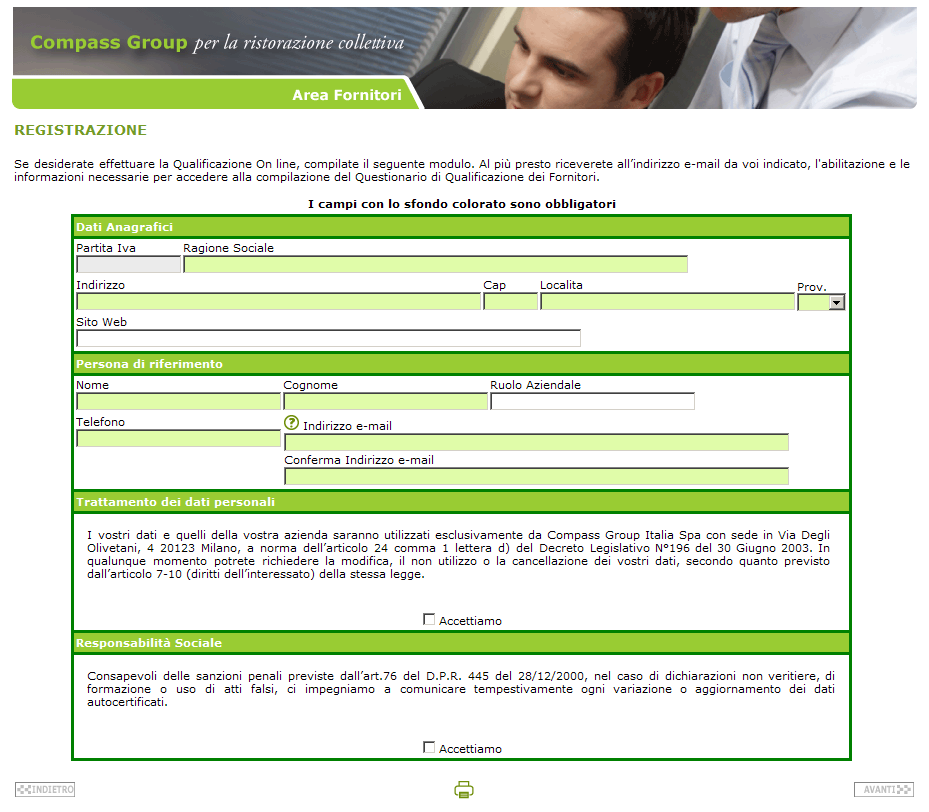 Compass Group per la ristorazione collettiva
Area Fornitori
REGISTRAZIONE
Se desiderate effettuare la Qualificazione On line, compilate il seguente modulo. Al più presto riceverete all’indirizzo e-mail da voi indicato, l'abilitazione e le
informazioni necessarie per accedere alla compilazione del Questionario di Qualificazione dei Fornitori.
I campi con lo sfondo colorato sono obbligatori
Dati Anagrafici
Partita Iva Ragione Sociale
Indirizzo Cap Localita Prov.
Sito Web
Persona di riferimento
Nome Cognome Ruolo Aziendale
Telefono ? Indirizzo e-mail
Conferma Indirizzo e-mail
Trattamento dei dati personali
I vostri dati e quelli della vostra azienda saranno utilizzati esclusivamente da Compass Group Italia Spa con sede in Via Degli
Olivetani, 4 20123 Milano, a norma dell’articolo 24 comma 1 lettera d) del Decreto Legislativo N°196 del 30 Giugno 2003. In
qualunque momento potrete richiedere la modifica, il non utilizzo o la cancellazione dei vostri dati, secondo quanto previsto
dall’articolo 7-10 (diritti dell’interessato) della stessa legge.
Accettiamo
Responsabilità Sociale
Consapevoli delle sanzioni penali previste dall’art.76 del D.P.R. 445 del 28/12/2000, nel caso di dichiarazioni non veritiere, di
formazione o uso di atti falsi, ci impegniamo a comunicare tempestivamente ogni variazione o aggiornamento dei dati
autocertificati.
Accettiamo
INDIETRO AVANTI